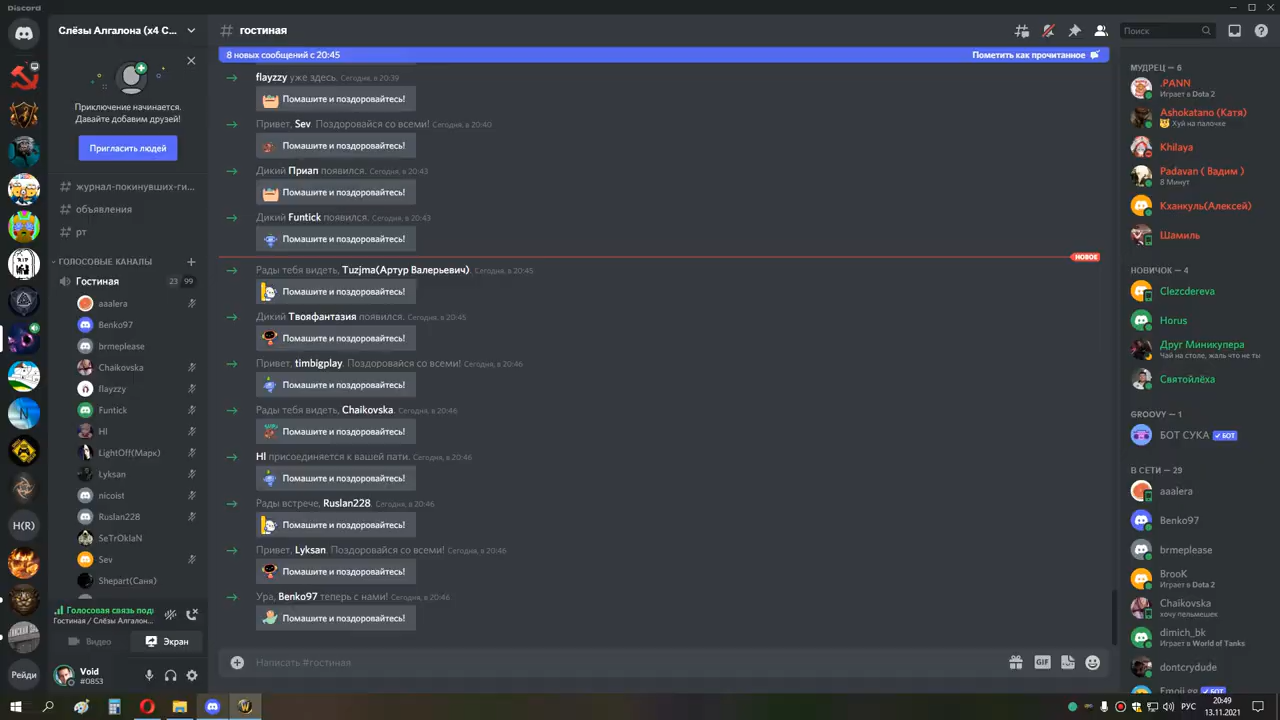 Discord
Слёзы Алгалона (x4 С...
Приключение начинается.
Давайте добавим друзей!
Пригласить людей
журнал-покинувших-ги...
объявления
рт
ГОЛОСОВЫЕ КАНАЛЫ
Гостиная 23 99
aaalera
Benko97
brmeplease
Chaikovska
flayzzy
Funtick
HI
LightOff(Марк)
Lyksan
nicoist
Ruslan228
SeTrOklaN
Sev
Shepart(Саня)
Голосовая связь подк
Гостиная / Слёзы Алгалон...
Видео
Экран
Void
#0853
H(R)
Рейди
гостиная
Поиск
8 новых сообщений с 20:45
Пометить как прочитанное
flayzzy уже здесь. Сегодня, в 20:39
Помашите и поздоровайтесь!
Привет, Sev. Поздоровайся со всеми! Сегодня, в 20:40
Помашите и поздоровайтесь!
Дикий Приап появился. Сегодня, в 20:43
Помашите и поздоровайтесь!
Дикий Funtick появился. Сегодня, в 20:43
Помашите и поздоровайтесь!
НОВОЕ
Рады тебя видеть, Tuzjma(Артур Валерьевич). Сегодня, в 20:45
Помашите и поздоровайтесь!
Дикий Твояфантазия появился. Сегодня, в 20:45
Помашите и поздоровайтесь!
Привет, timbigplay. Поздоровайся со всеми! Сегодня, в 20:46
Помашите и поздоровайтесь!
Рады тебя видеть, Chaikovska. Сегодня, в 20:46
Помашите и поздоровайтесь!
HI присоединяется к вашей пати. Сегодня, в 20:46
Помашите и поздоровайтесь!
Рады встрече, Ruslan228. Сегодня, в 20:46
Помашите и поздоровайтесь!
Привет, Lyksan. Поздоровайся со всеми! Сегодня, в 20:46
Помашите и поздоровайтесь!
Ура, Benko97 теперь с нами! Сегодня, в 20:46
Помашите и поздоровайтесь!
Написать #гостиная
GIF
МУДРЕЦ — 6
.PANN
Играет в Dota 2
Ashokatano (Катя)
Хуй на палочке
Khilaya
Padavan ( Вадим )
8 Минут
Кханкуль(Алексей)
Шамиль
НОВИЧОК — 4
Clezcdereva
Horus
Друг Миникупера
Чай на столе, жаль что не ты
Святойлёха
GROOVY — 1
БОТ СУКА БОТ
В СЕТИ — 29
aaalera
Benko97
brmeplease
BrooK
Играет в Dota 2
Chaikovska
хочу пельмешек
dimich_bk
Играет в World of Tanks
dontcrydude
Emoji.gg БОТ
РУС
20:49
13.11.2021